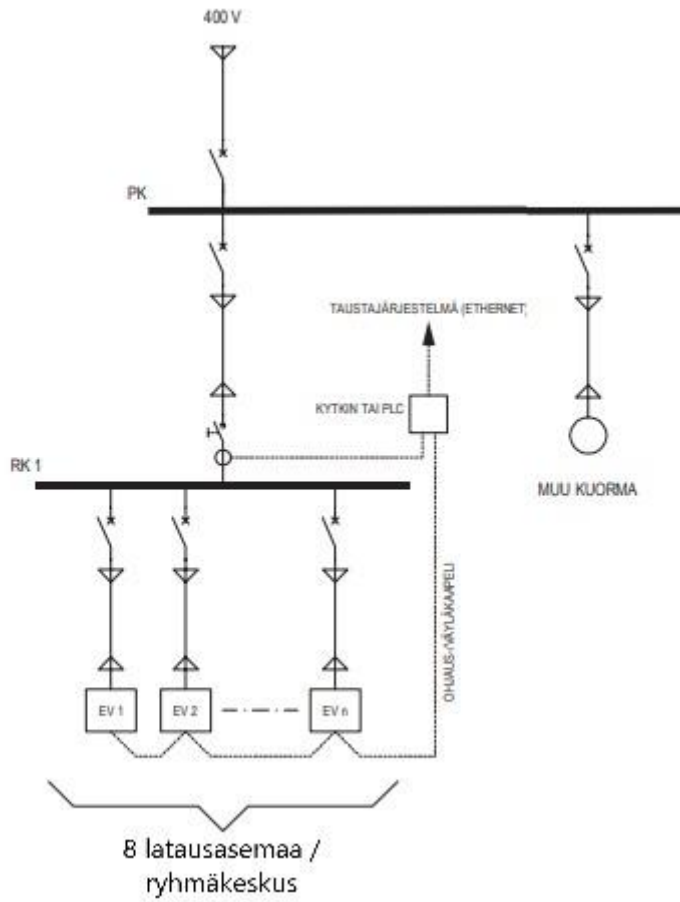 400 V
PK
TAUSTAJÄRJESTELMÄ (ETHERNET)
KYTKIN TAI PLC
RK 1
MUU KUORMA
OHJAUS-/VÄYLÄKAAPELI
EV 1
EV 2
EV n
8 latausasemaa /
ryhmäkeskus